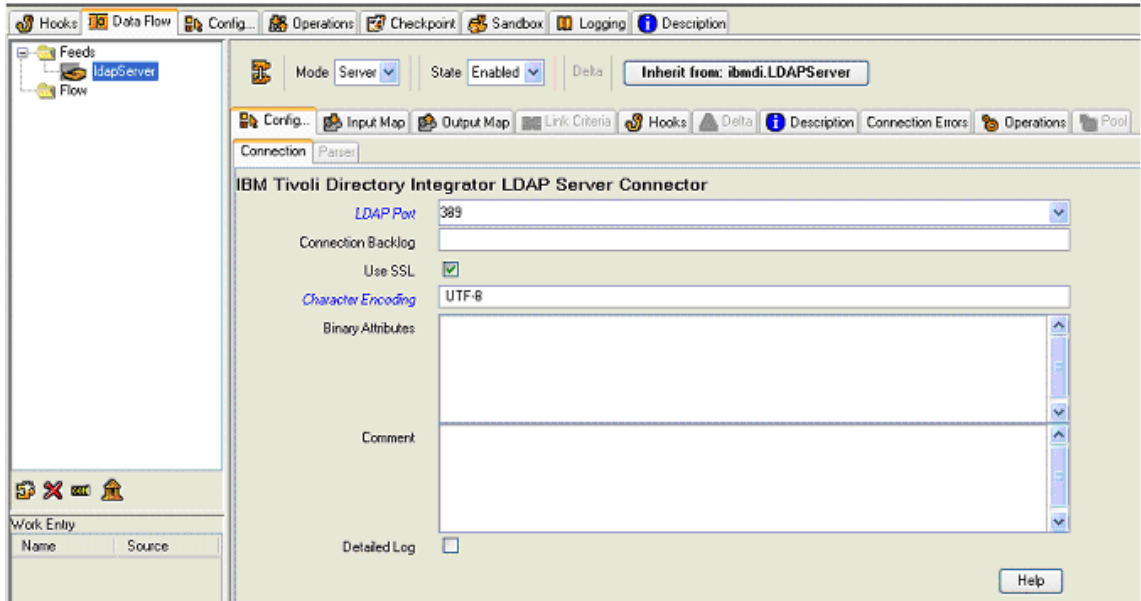 Hooks Data Flow Config... Operations Checkpoint Sandbox Logging Description
Feeds
ldapServer
Flow
Mode Server State Enabled Delta Inherit from: ibmdi.LDAPServer
Config... Input Map Output Map Link Criteria Hooks Delta Description Connection Errors Operations Pool
Connection Parser
IBM Tivoli Directory Integrator LDAP Server Connector
LDAP Port 389
Connection Backlog
Use SSL
Character Encoding UTF-8
Binary Attributes
Comment
Work Entry
Name Source
Detailed Log
Help